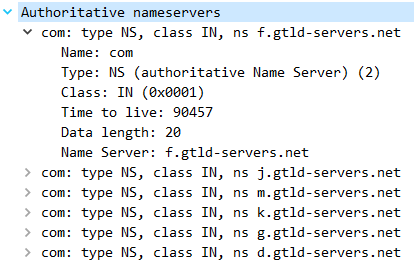 Authoritative nameservers
com: type NS, class IN, ns f.gtld-servers.net
Name: com
Type: NS (authoritative Name Server) (2)
Class: IN (0x0001)
Time to live: 90457
Data length: 20
Name Server: f.gtld-servers.net
com: type NS, class IN, ns j.gtld-servers.net
com: type NS, class IN, ns m.gtld-servers.net
com: type NS, class IN, ns k.gtld-servers.net
com: type NS, class IN, ns g.gtld-servers.net
com: type NS, class IN, ns d.gtld-servers.net